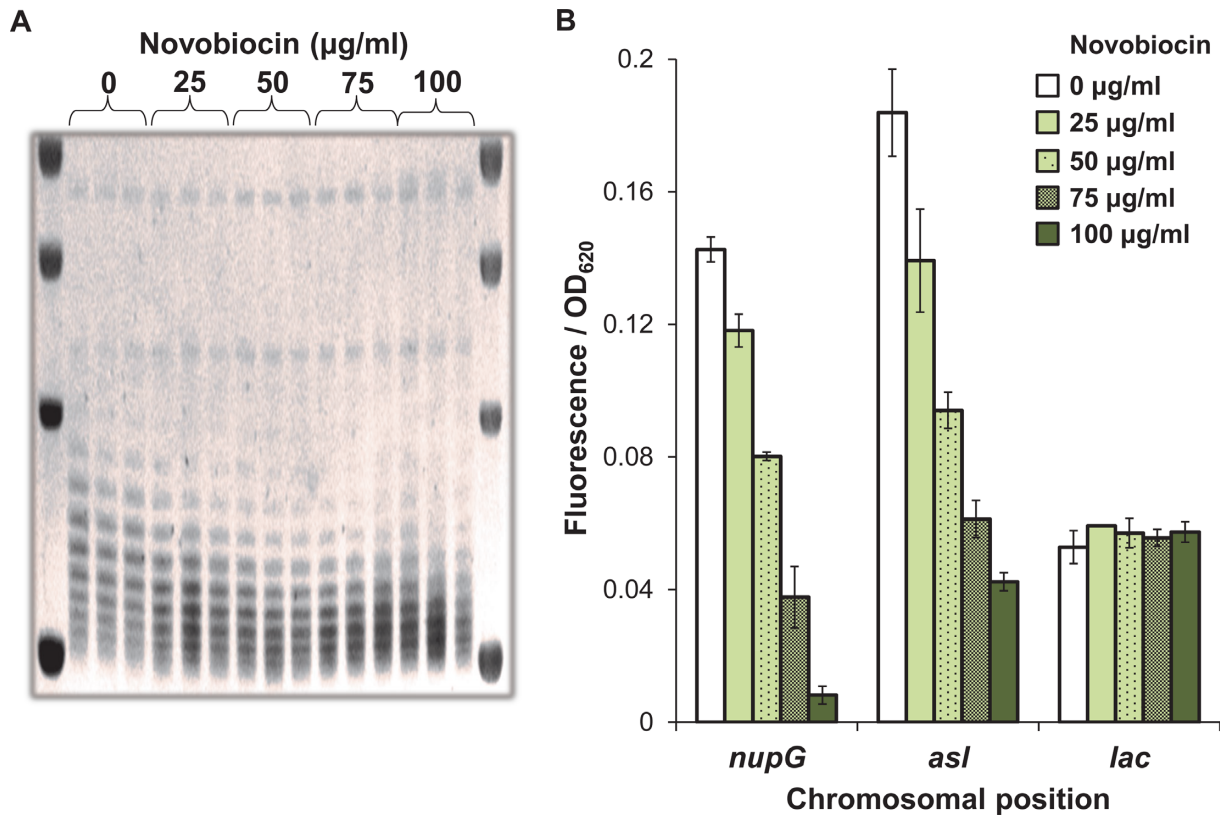 A
Novobiocin (µg/ml)
0 25 50 75 100
B
Novobiocin
0 µg/ml
25 µg/ml
50 µg/ml
75 µg/ml
100 µg/ml
Fluorescence / OD620
0.2
0.16
0.12
0.08
0.04
0
nupG asl lac
Chromosomal position